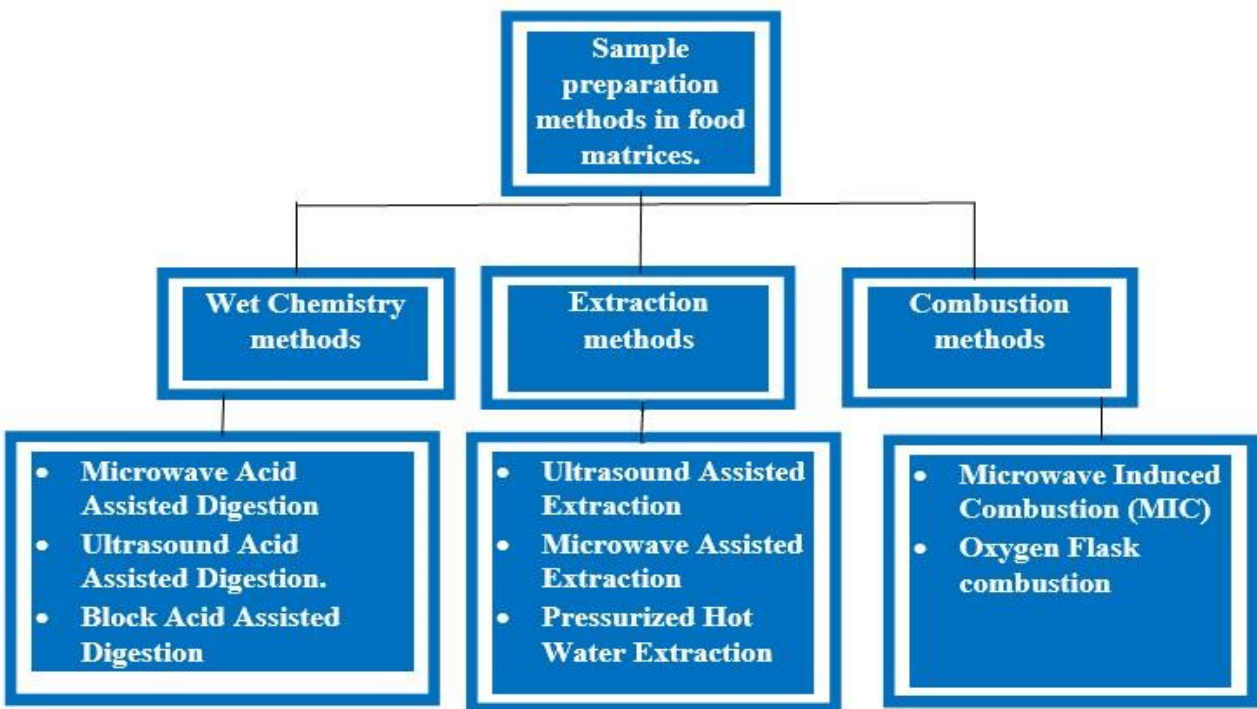 Sample
preparation
methods in food
matrices.
Wet Chemistry
methods
Extraction
methods
Combustion
methods
• Microwave Acid
Assisted Digestion
• Ultrasound Acid
Assisted Digestion.
• Block Acid Assisted
Digestion
• Ultrasound Assisted
Extraction
• Microwave Assisted
Extraction
• Pressurized Hot
Water Extraction
• Microwave Induced
Combustion (MIC)
• Oxygen Flask
combustion